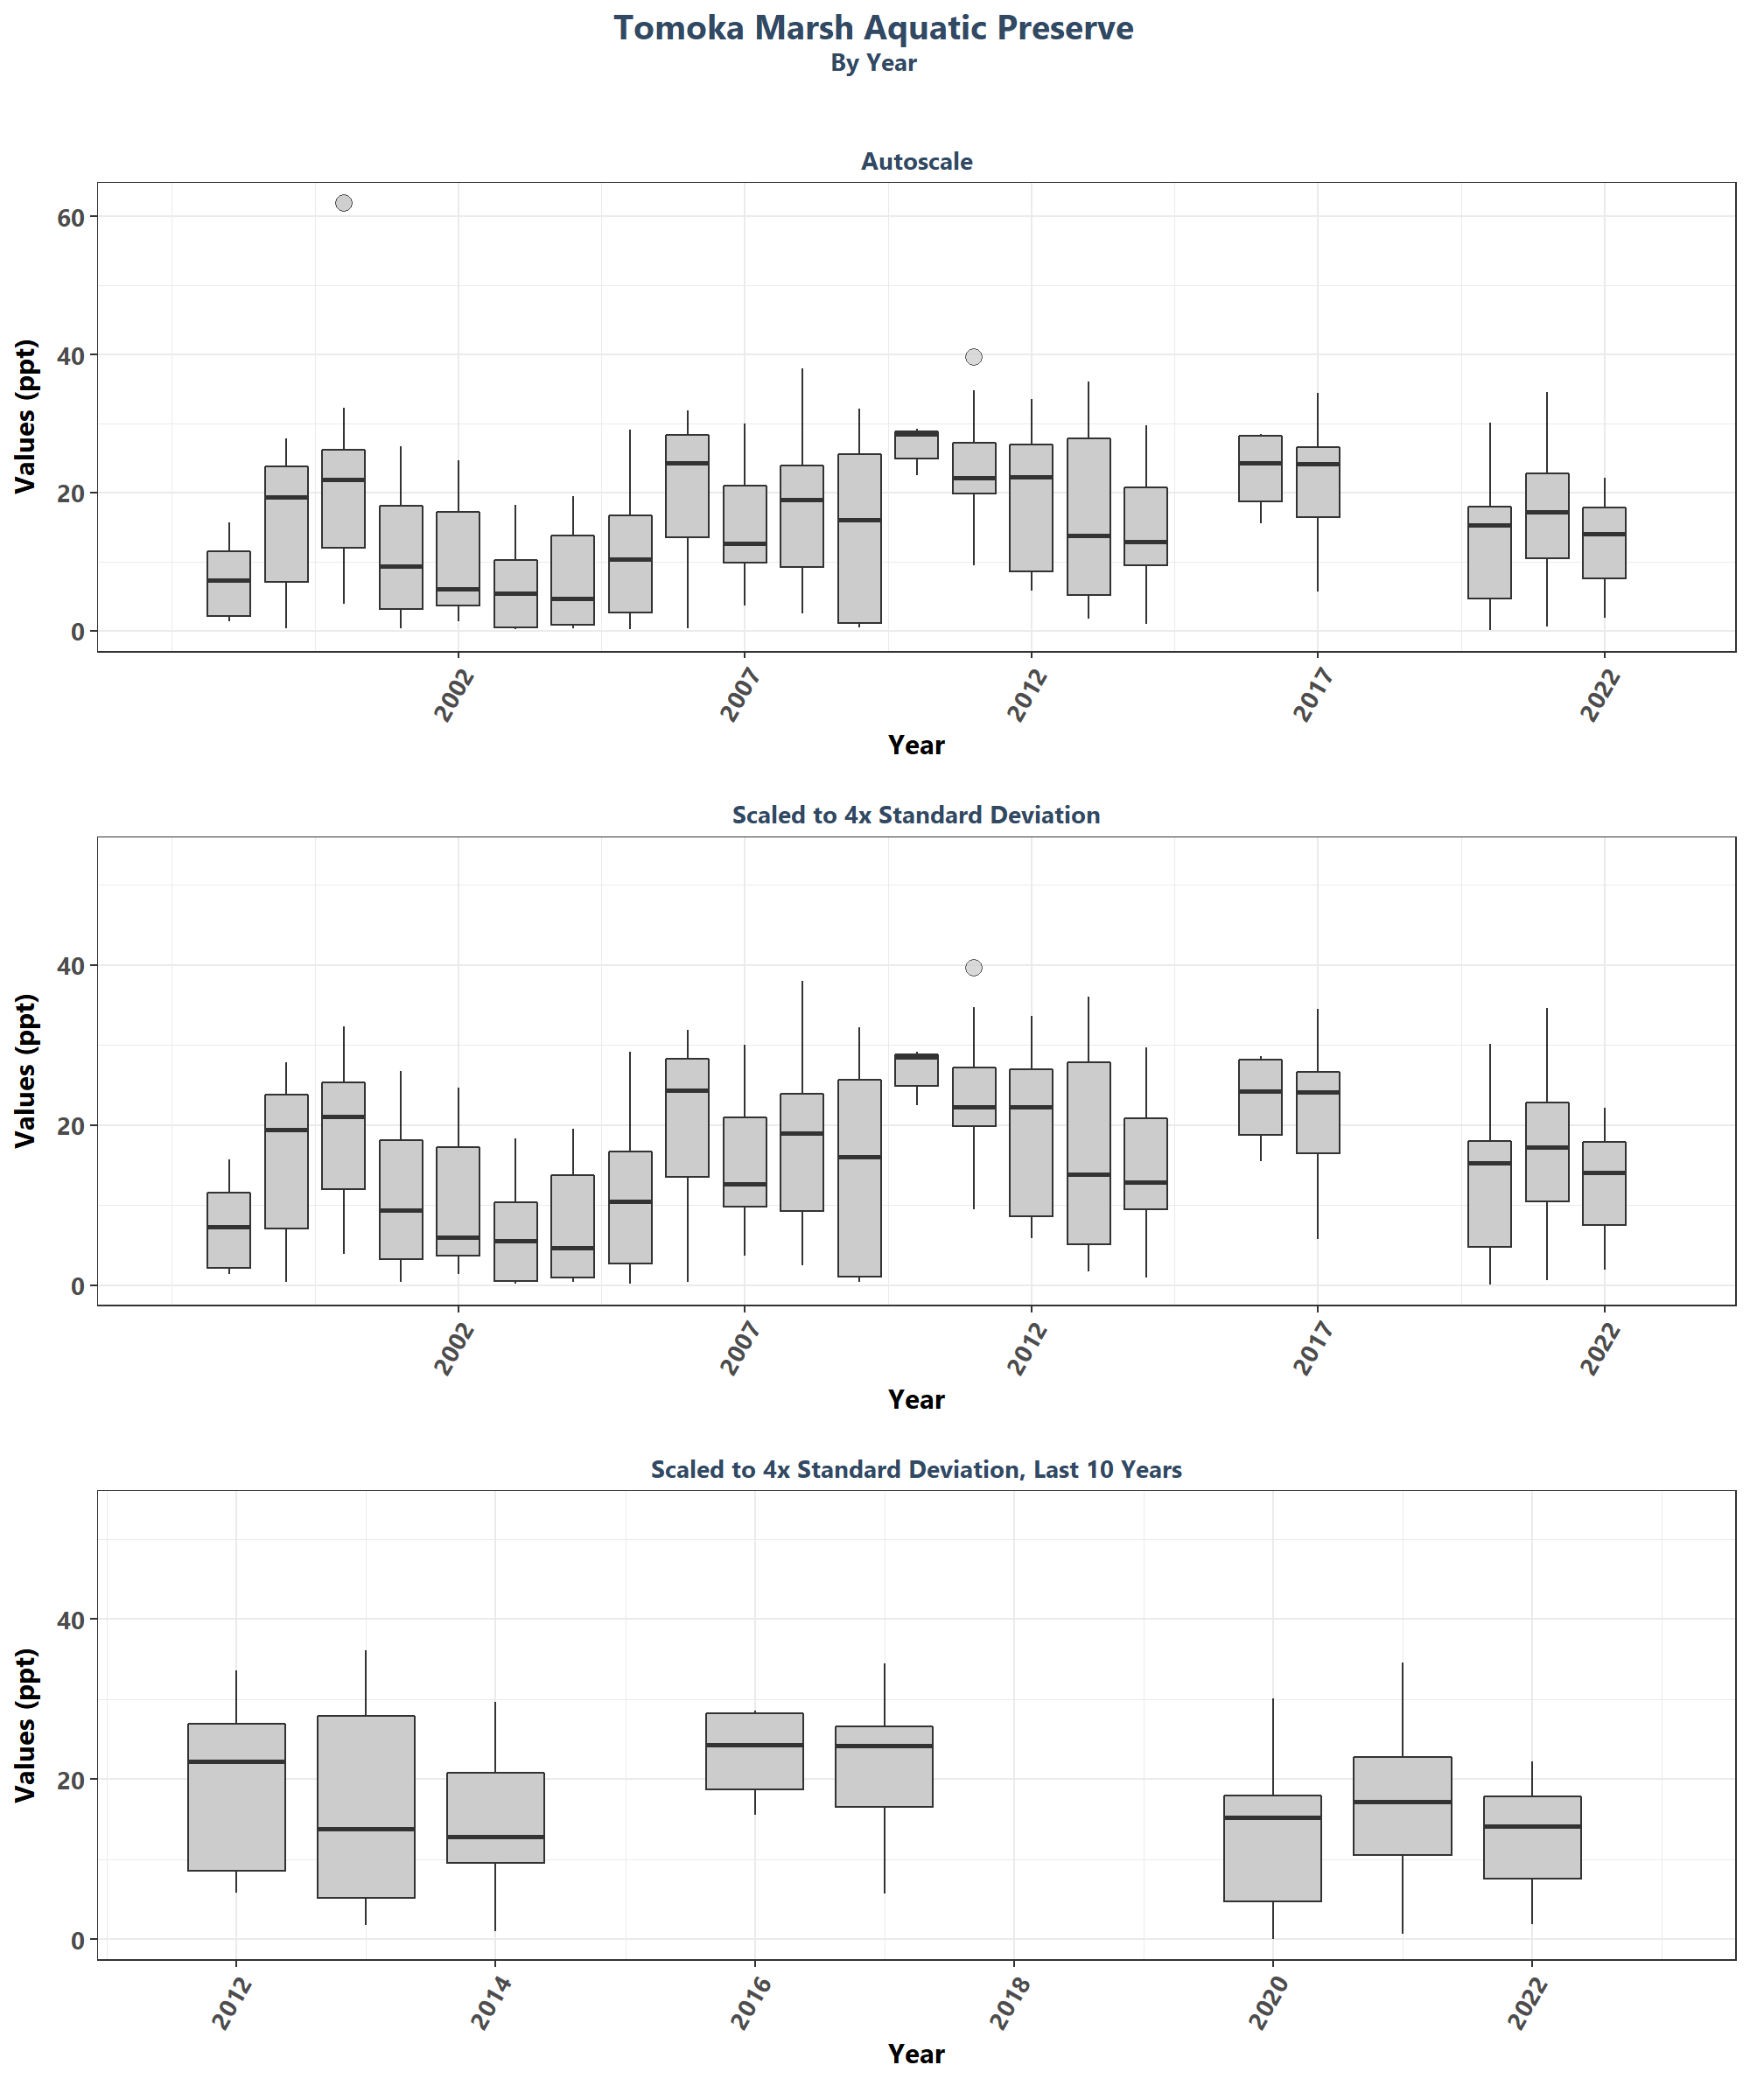 Tomoka Marsh Aquatic Preserve
By Year
Autoscale
Values (ppt)
60
40
20
0
2002 2007 2012 2017 2022
Year
Scaled to 4x Standard Deviation
Values (ppt)
40
20
0
2002 2007 2012 2017 2022
Year
Scaled to 4x Standard Deviation, Last 10 Years
Values (ppt)
40
20
0
2012 2014 2016 2018 2020 2022
Year